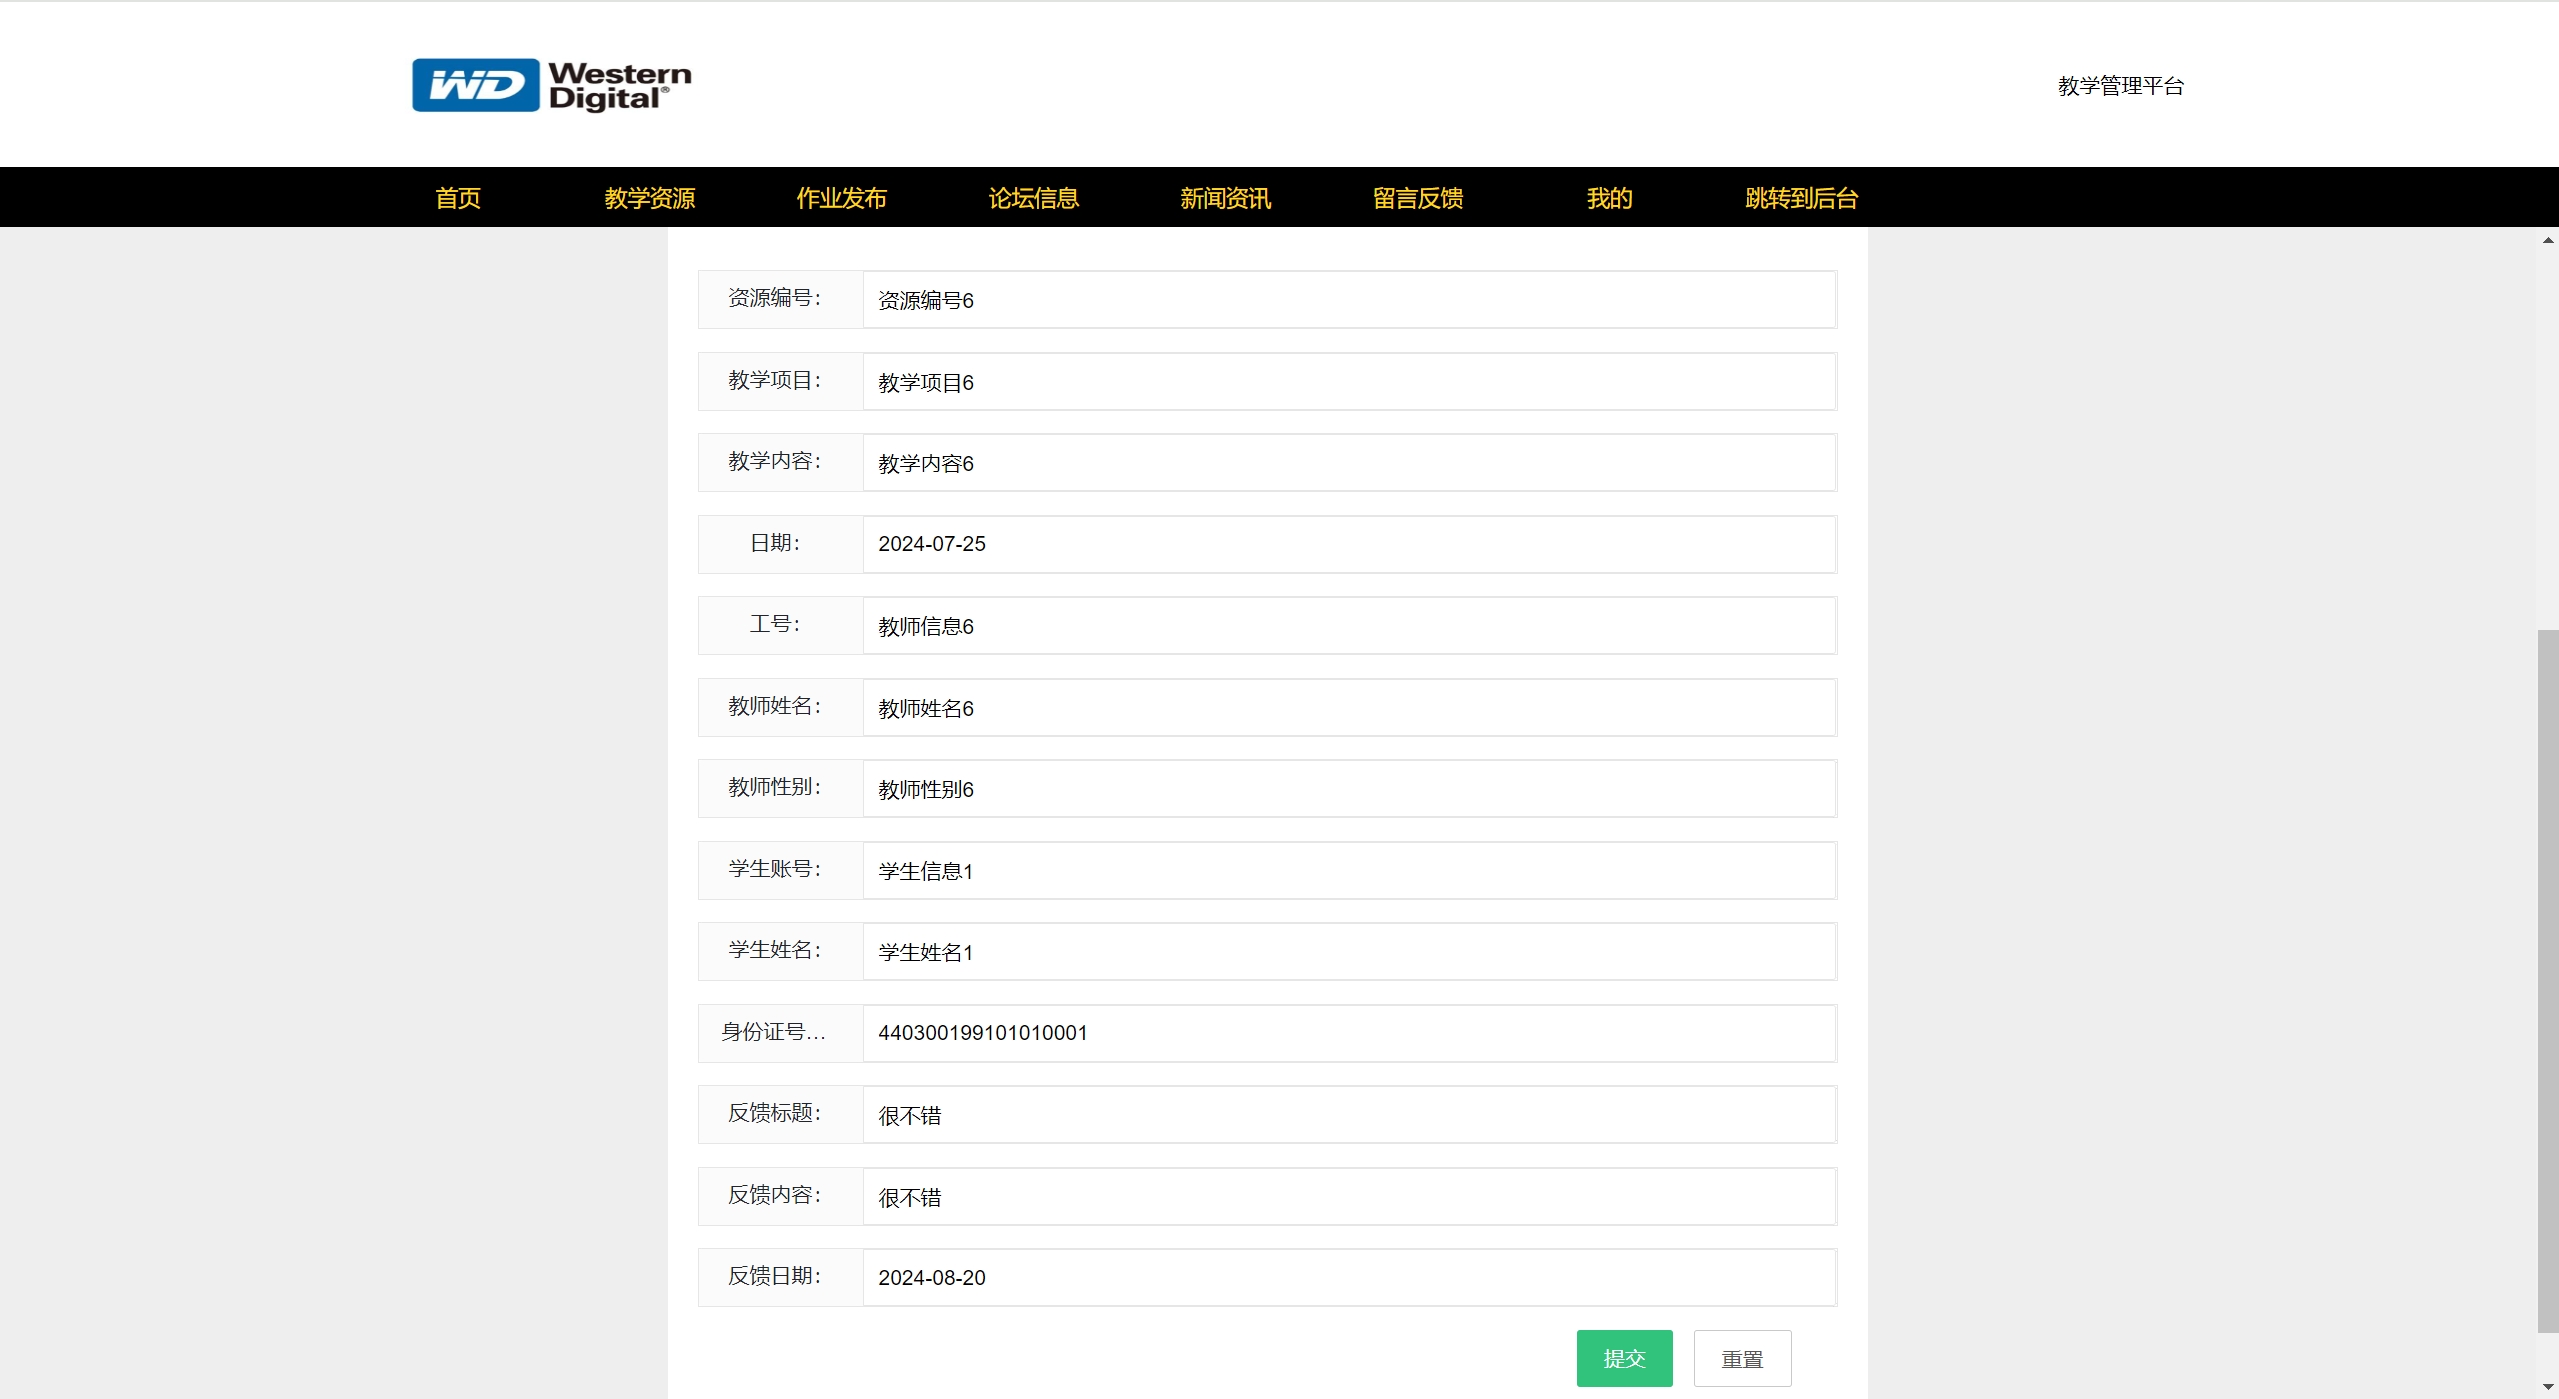 WD Western Digital®
教学管理平台
首页 教学资源 作业发布 论坛信息 新闻资讯 留言反馈 我的 跳转到后台
资源编号： 资源编号6
教学项目： 教学项目6
教学内容： 教学内容6
日期： 2024-07-25
工号： 教师信息6
教师姓名： 教师姓名6
教师性别： 教师性别6
学生账号： 学生信息1
学生姓名： 学生姓名1
身份证号... 440300199101010001
反馈标题： 很不错
反馈内容： 很不错
反馈日期： 2024-08-20
提交 重置